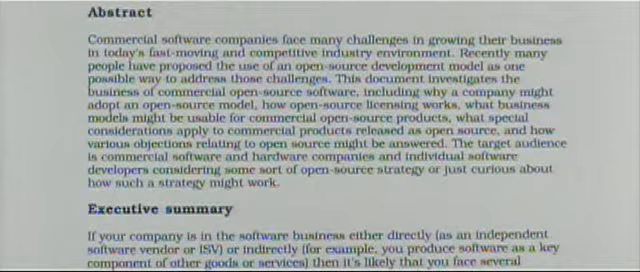 Abstract
Commercial software companies face many challenges in growing their business
in today's fast-moving and competitive industry environment. Recently many
people have proposed the use of an open-source development model as one
possible way to address those challenges. This document investigates the
business of commercial open-source software, including why a company might
adopt an open-source model, how open-source licensing works, what business
models might be usable for commercial open-source products, what special
considerations apply to commercial products released as open source, and how
various objections relating to open source might be answered. The target audience
is commercial software and hardware companies and individual software
developers considering some sort of open-source strategy or just curious about
how such a strategy might work.
Executive summary
If your company is in the software business either directly (as an independent
software vendor or ISV) or indirectly (for example, you produce software as a key
component of other goods or services) then it's likely that you face several